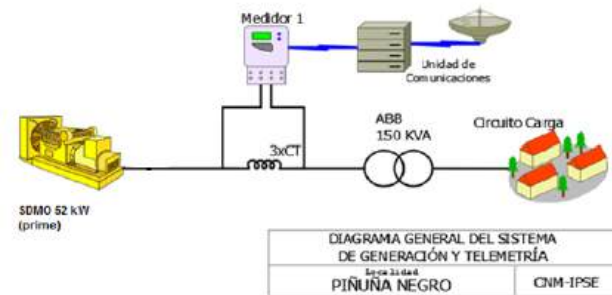 Medidor 1
Unidad de
Comunicaciones
ABB
150 KVA
Circuito Carga
3xCT
SDMO 52 kW
(prime)
DIAGRAMA GENERAL DEL SISTEMA
DE GENERACIÓN Y TELEMETRÍA
Localidad
PIÑUÑA NEGRO
CNM-IPSE